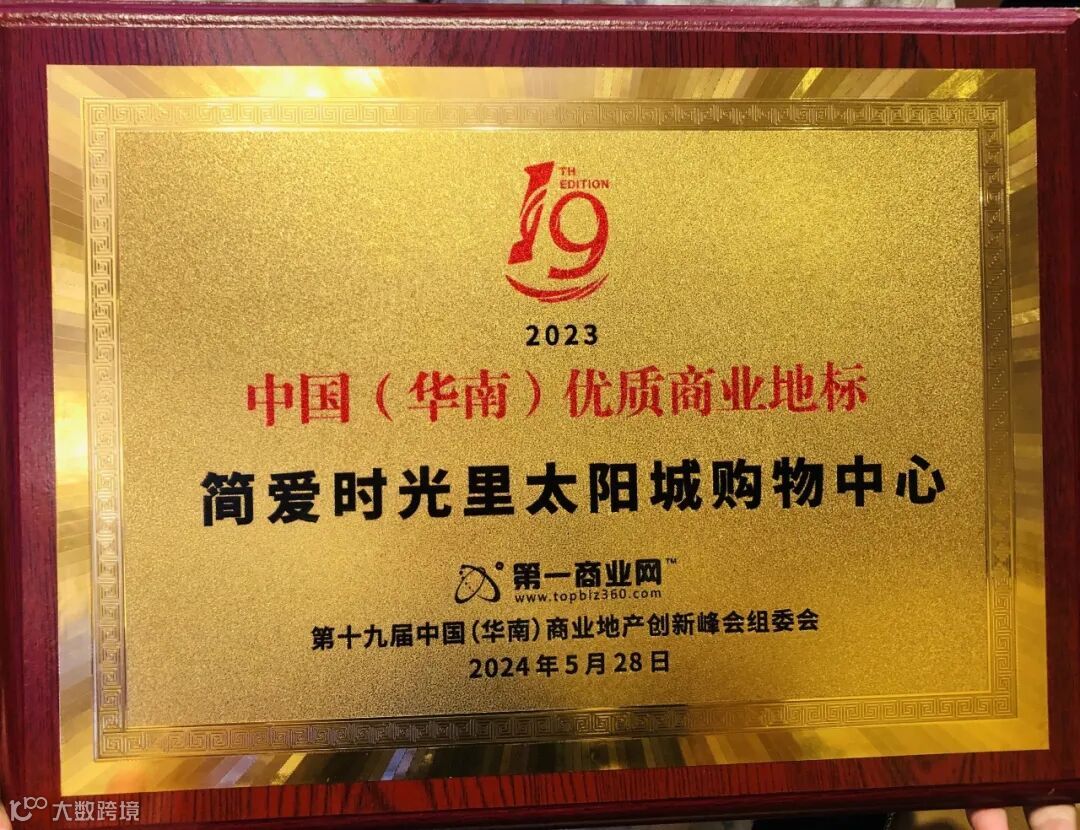 19
TH
EDITION
2023
中国（华南）优质商业地标
简爱时光里太阳城购物中心
第一商业网™
www.topbiz360.com
第十九届中国(华南)商业地产创新峰会组委会
2024年5月28日
大数跨境